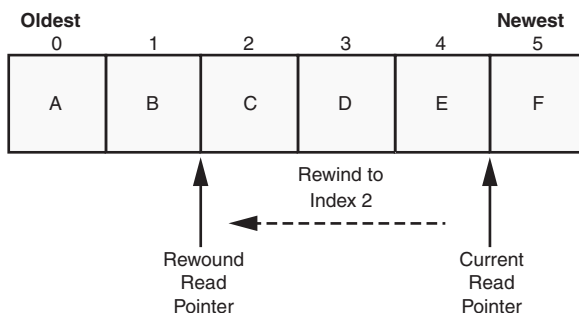 Oldest Newest
0 1 2 3 4 5
A B C D E F
Rewind to
Index 2
Rewound
Read
Pointer
Current
Read
Pointer